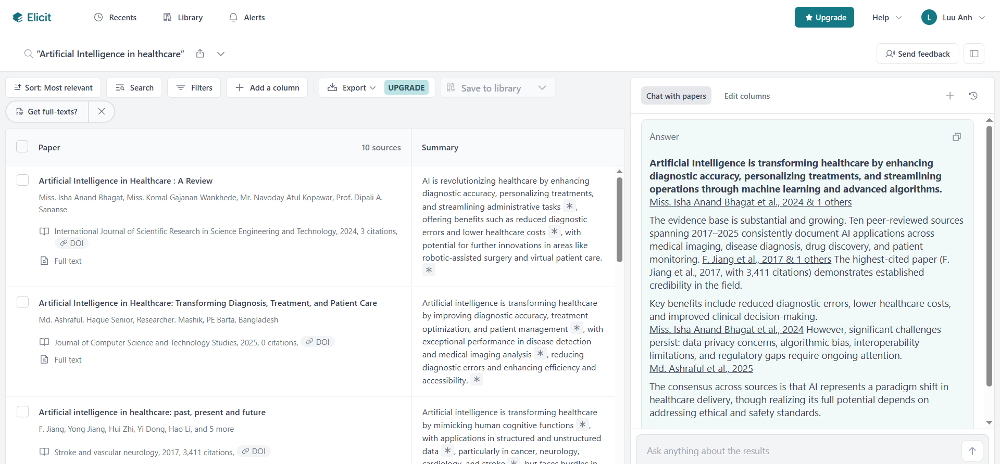 Elicit
Recents
Library
Alerts
Upgrade
Help
L
Luu Anh
“Artificial Intelligence in healthcare”
Send feedback
Sort: Most relevant
Search
Filters
Add a column
Export
UPGRADE
Save to library
PDF
Get full-texts?
Paper
10 sources
Summary
Artificial Intelligence in Healthcare : A Review
Miss. Isha Anand Bhagat, Miss. Komal Gajanan Wankhede, Mr. Navoday Atul Kopawar, Prof. Dipali A.
Sananse
International Journal of Scientific Research in Science Engineering and Technology, 2024, 3 citations,
DOI
Full text
AI is revolutionizing healthcare by enhancing
diagnostic accuracy, personalizing treatments,
and streamlining administrative tasks * ,
offering benefits such as reduced diagnostic
errors and lower healthcare costs * , with
potential for further innovations in areas like
robotic-assisted surgery and virtual patient care.
*
Artificial Intelligence in Healthcare: Transforming Diagnosis, Treatment, and Patient Care
Md. Ashraful, Haque Senior, Researcher. Mashik, PE Barta, Bangladesh
Journal of Computer Science and Technology Studies, 2025, 0 citations, DOI
Full text
Artificial intelligence is transforming healthcare
by improving diagnostic accuracy, treatment
optimization, and patient management * , with
exceptional performance in disease detection
and medical imaging analysis * , reducing
diagnostic errors and enhancing efficiency and
accessibility. *
Artificial intelligence in healthcare: past, present and future
F. Jiang, Yong Jiang, Hui Zhi, Yi Dong, Hao Li, and 5 more
Stroke and vascular neurology, 2017, 3,411 citations, DOI
Artificial intelligence is transforming healthcare
by mimicking human cognitive functions * ,
with applications in structured and unstructured
data * , particularly in cancer, neurology,
cardiology, and stroke * , but faces hurdles in
Chat with papers
Edit columns
Answer
Artificial Intelligence is transforming healthcare by enhancing
diagnostic accuracy, personalizing treatments, and streamlining
operations through machine learning and advanced algorithms.
Miss. Isha Anand Bhagat et al., 2024 & 1 others
The evidence base is substantial and growing. Ten peer-reviewed sources
spanning 2017–2025 consistently document AI applications across
medical imaging, disease diagnosis, drug discovery, and patient
monitoring. F. Jiang et al., 2017 & 1 others The highest-cited paper (F.
Jiang et al., 2017, with 3,411 citations) demonstrates established
credibility in the field.
Key benefits include reduced diagnostic errors, lower healthcare costs,
and improved clinical decision-making.
Miss. Isha Anand Bhagat et al., 2024 However, significant challenges
persist: data privacy concerns, algorithmic bias, interoperability
limitations, and regulatory gaps require ongoing attention.
Md. Ashraful et al., 2025
The consensus across sources is that AI represents a paradigm shift in
healthcare delivery, though realizing its full potential depends on
addressing ethical and safety standards.
Ask anything about the results